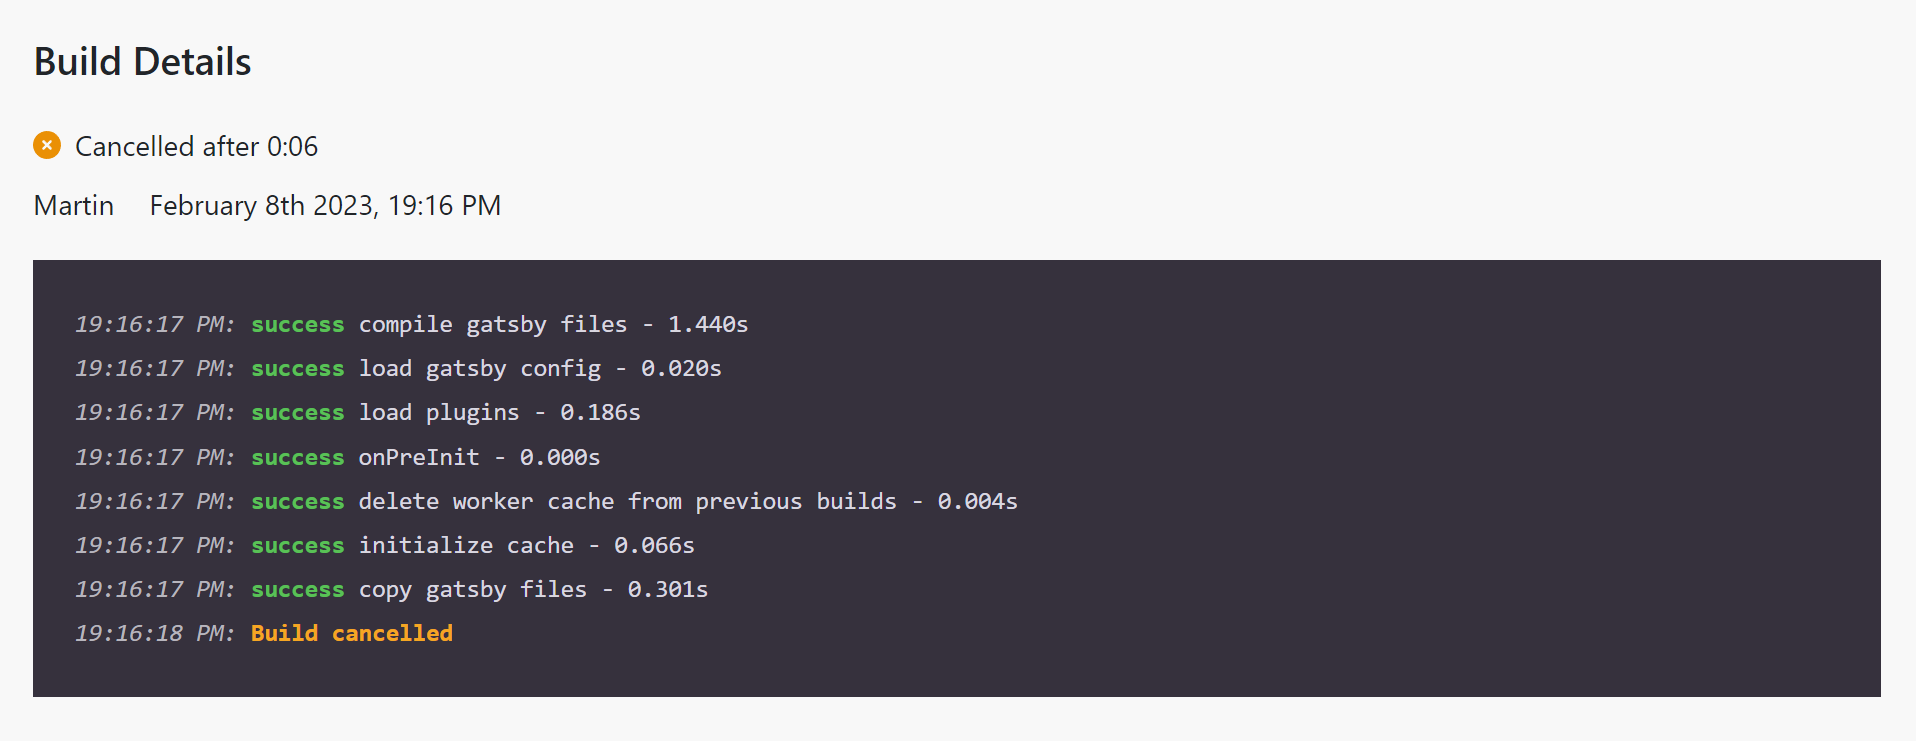 Build Details
Cancelled after 0:06
Martin February 8th 2023, 19:16 PM
19:16:17 PM: success compile gatsby files - 1.440s
19:16:17 PM: success load gatsby config - 0.020s
19:16:17 PM: success load plugins - 0.186s
19:16:17 PM: success onPreInit - 0.000s
19:16:17 PM: success delete worker cache from previous builds - 0.004s
19:16:17 PM: success initialize cache - 0.066s
19:16:17 PM: success copy gatsby files - 0.301s
19:16:18 PM: Build cancelled